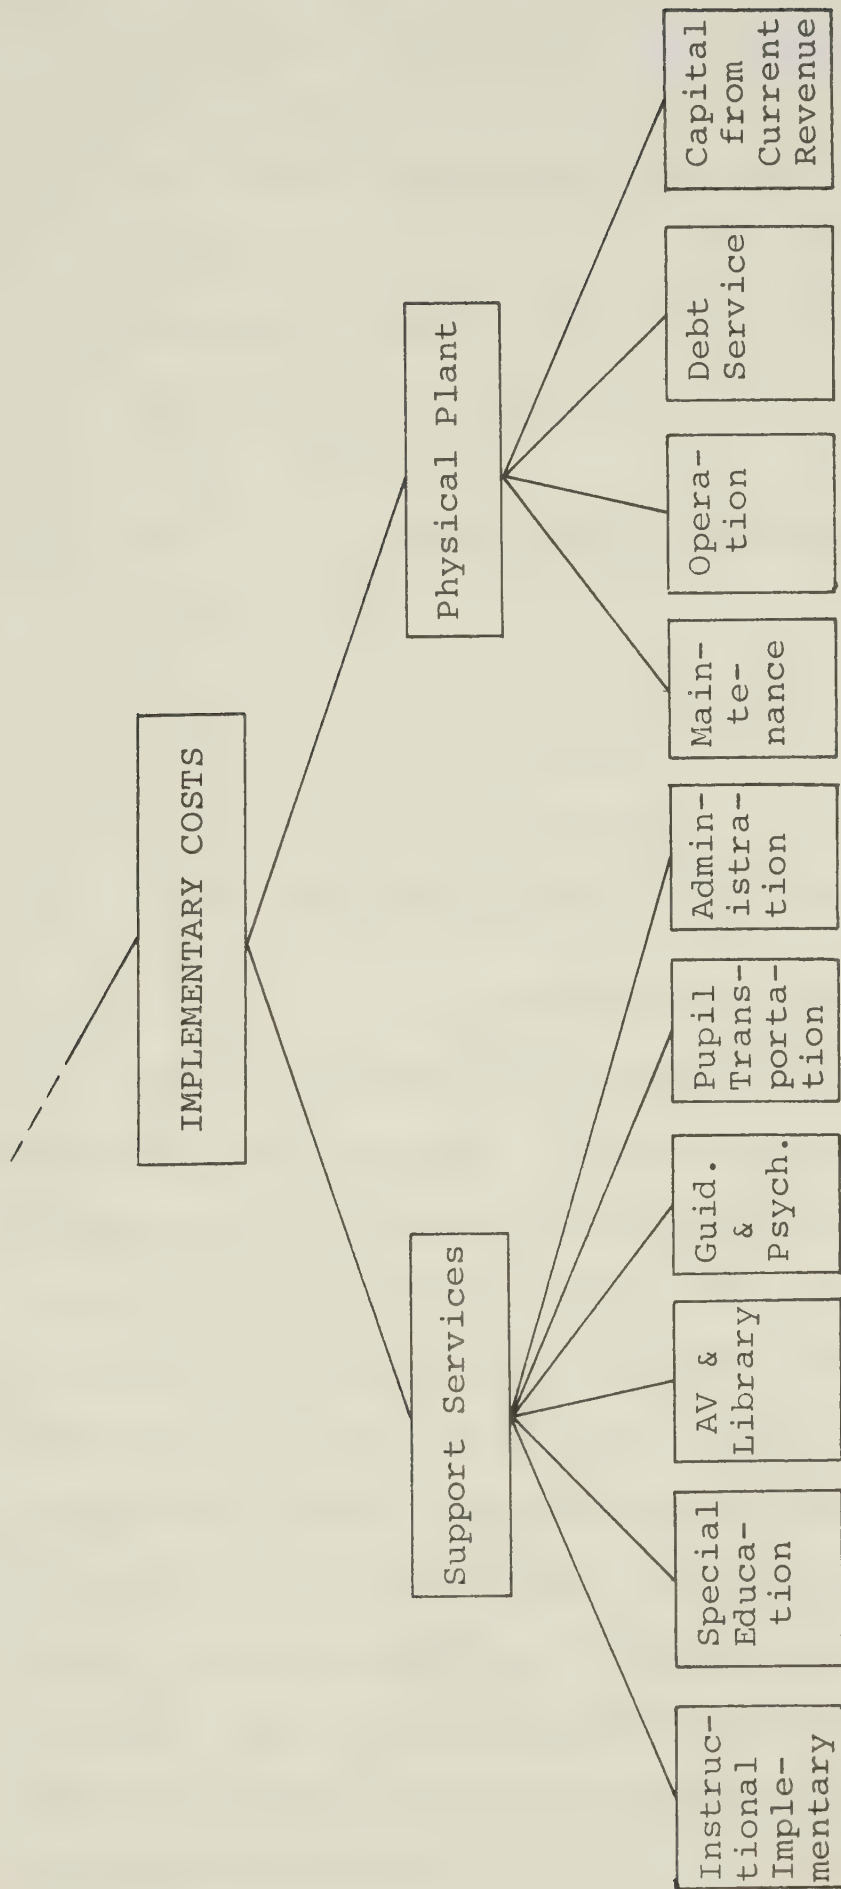 IMPLEMENTARY COSTS
Support Services
Physical Plant
Instruc-
tional
Imple-
mentary
Special
Educa-
tion
AV &
Library
Guid.
&
Psych.
Pupil
Trans-
porta-
tion
Admin-
istra-
tion
Main-
te-
nance
Opera-
tion
Debt
Service
Capital
from
Current
Revenue